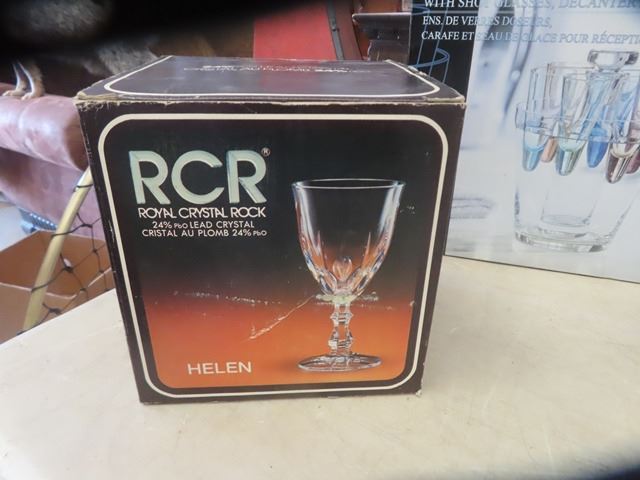 RCR®
ROYAL CRYSTAL ROCK
24% PbO LEAD CRYSTAL
CRISTAL AU PLOMB 24% PbO
HELEN
WITH SHOT GLASSES, DECANTER
ENS. DE VERRES DOSEURS,
CARAFE ET SEAU DE GLACE POUR RÉCEPTI